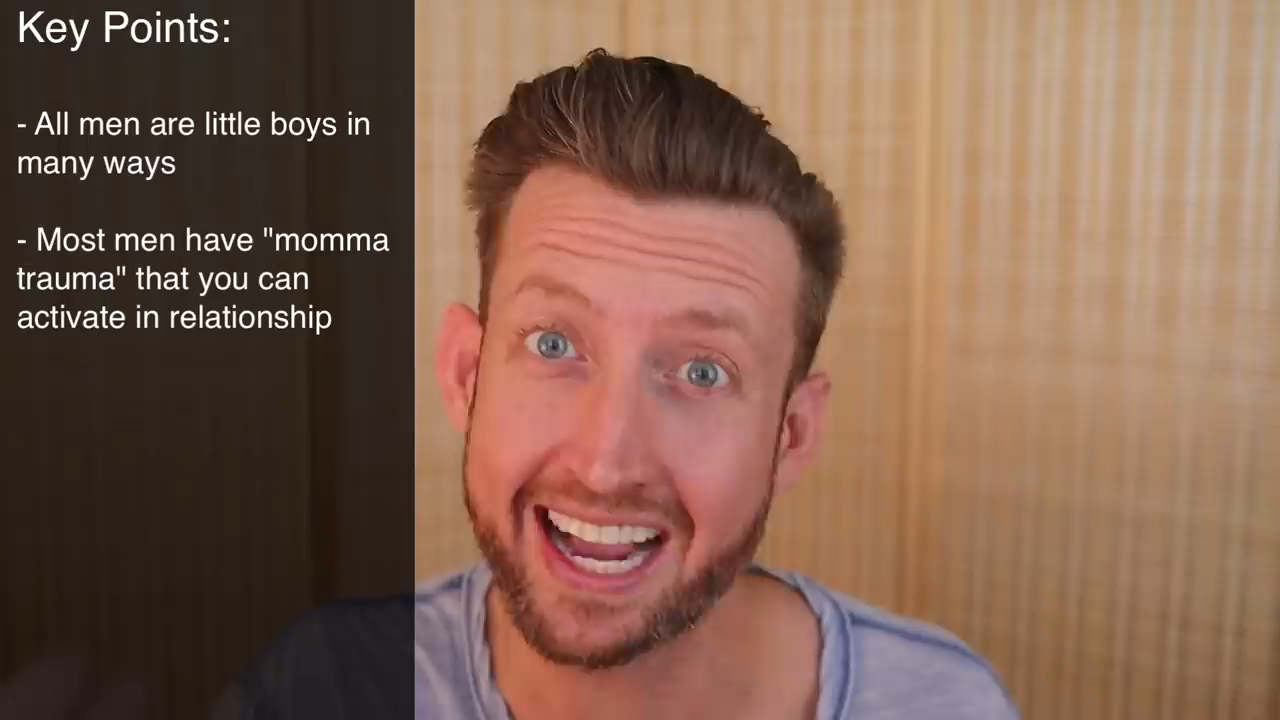 Key Points:
- All men are little boys in
many ways
- Most men have "momma
trauma" that you can
activate in relationship